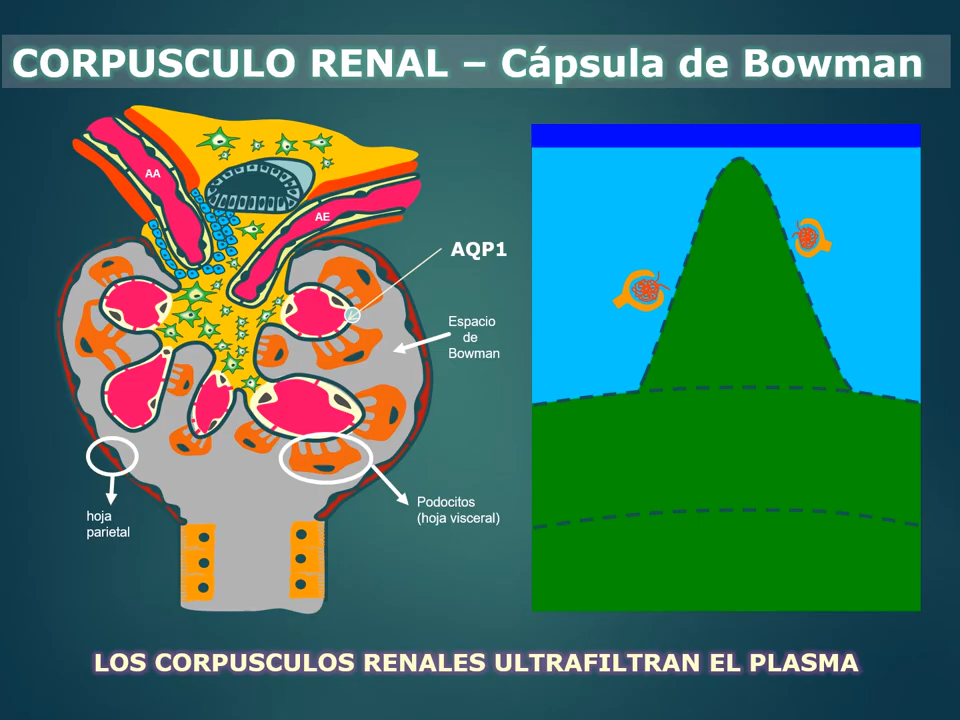 CORPUSCULO RENAL – Cápsula de Bowman
AA
AE
AQP1
Espacio
de
Bowman
Podocitos
(hoja visceral)
hoja
parietal
LOS CORPUSCULOS RENALES ULTRAFILTRAN EL PLASMA